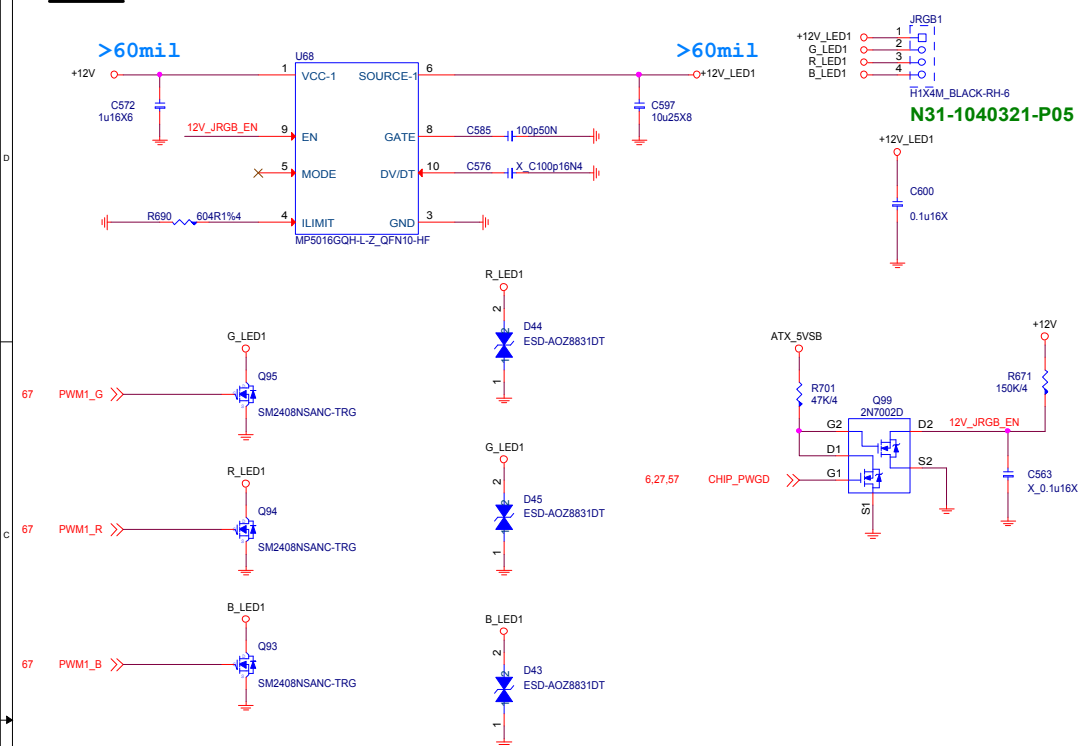 >60mil
>60mil
+12V
U68
1
VCC-1
SOURCE-1
6
+12V_LED1
C572
1u16X6
C597
10u25X8
12V_JRGB_EN
9
EN
GATE
8
C585
100p50N
5
MODE
DV/DT
10
C576
X_C100p16N4
R690
604R1%4
4
ILIMIT
GND
3
MP5016GQH-L-Z_QFN10-HF
JRGB1
+12V_LED1
1
G_LED1
2
R_LED1
3
B_LED1
4
H1X4M_BLACK-RH-6
N31-1040321-P05
+12V_LED1
C600
0.1u16X
D
G_LED1
67
PWM1_G
Q95
SM2408NSANC-TRG
R_LED1
67
PWM1_R
Q94
SM2408NSANC-TRG
B_LED1
67
PWM1_B
Q93
SM2408NSANC-TRG
C
R_LED1
2
D44
ESD-AOZ8831DT
1
G_LED1
2
D45
ESD-AOZ8831DT
1
B_LED1
2
D43
ESD-AOZ8831DT
1
ATX_5VSB
+12V
R701
47K/4
R671
150K/4
Q99
2N7002D
G2
D2
12V_JRGB_EN
D1
S2
6,27,57
CHIP_PWGD
G1
S1
C563
X_0.1u16X